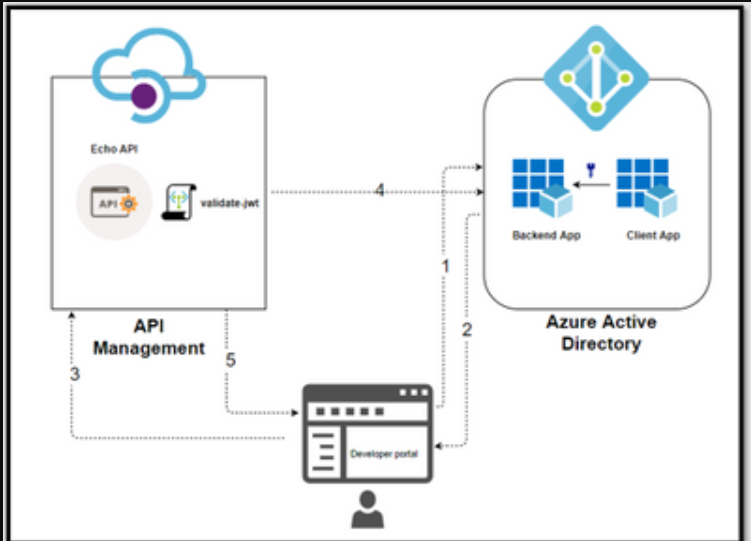 Echo API
API
validate.jwt
API
Management
4
Backend App
Client App
Azure Active
Directory
1
2
3
5
Developer portal